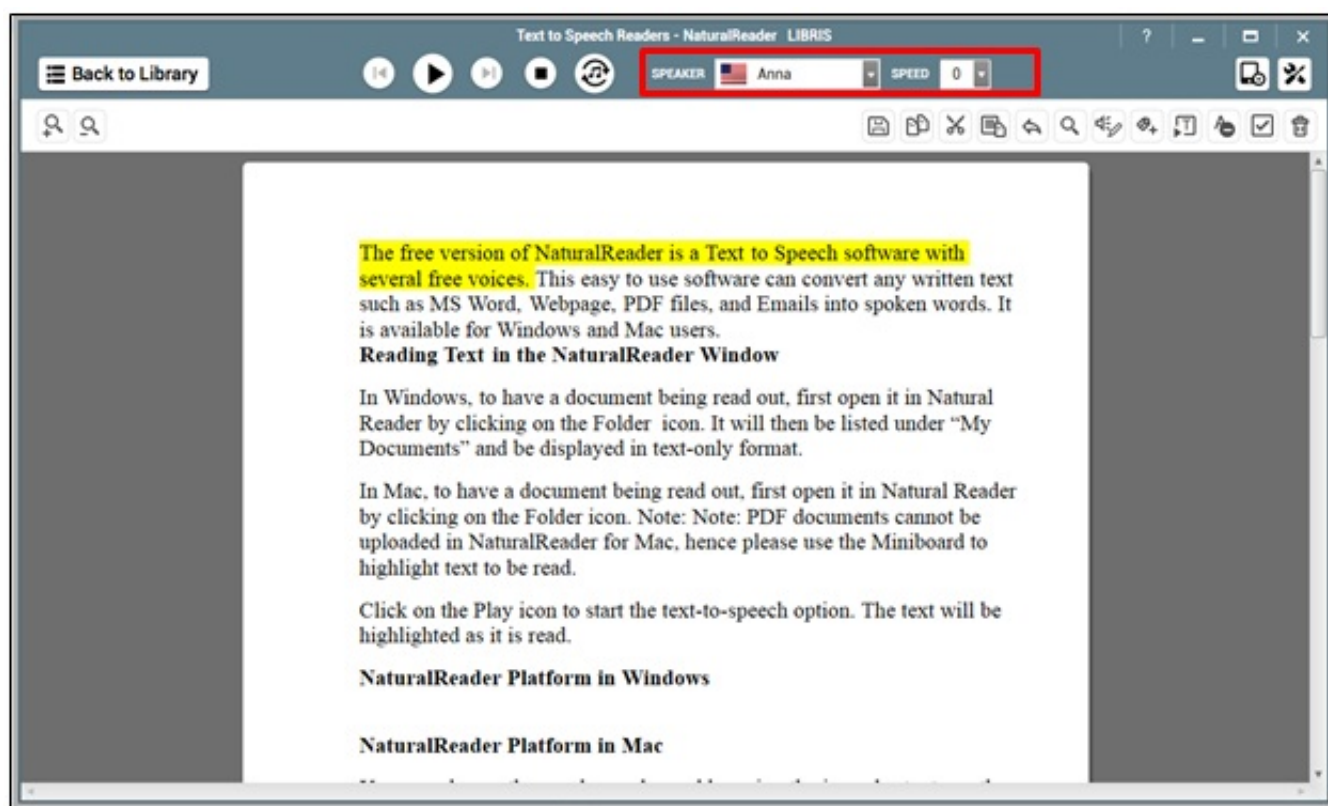 Text to Speech Readers - NaturalReader LIBRIS
Back to Library
SPEAKER Anna SPEED 0
The free version of NaturalReader is a Text to Speech software with
several free voices. This easy to use software can convert any written text
such as MS Word, Webpage, PDF files, and Emails into spoken words. It
is available for Windows and Mac users.
Reading Text in the NaturalReader Window
In Windows, to have a document being read out, first open it in Natural
Reader by clicking on the Folder icon. It will then be listed under “My
Documents” and be displayed in text-only format.
In Mac, to have a document being read out, first open it in Natural Reader
by clicking on the Folder icon. Note: Note: PDF documents cannot be
uploaded in NaturalReader for Mac, hence please use the Miniboard to
highlight text to be read.
Click on the Play icon to start the text-to-speech option. The text will be
highlighted as it is read.
NaturalReader Platform in Windows
NaturalReader Platform in Mac